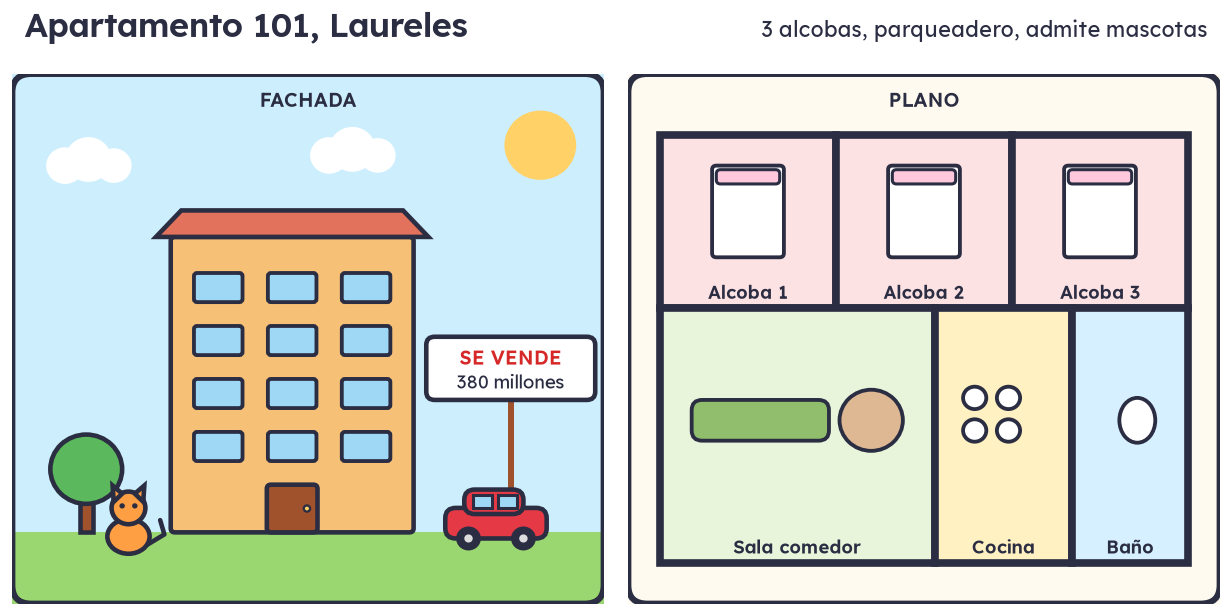 Apartamento 101, Laureles
3 alcobas, parqueadero, admite mascotas
FACHADA
SE VENDE
380 millones
PLANO
Alcoba 1
Alcoba 2
Alcoba 3
Sala comedor
Cocina
Baño